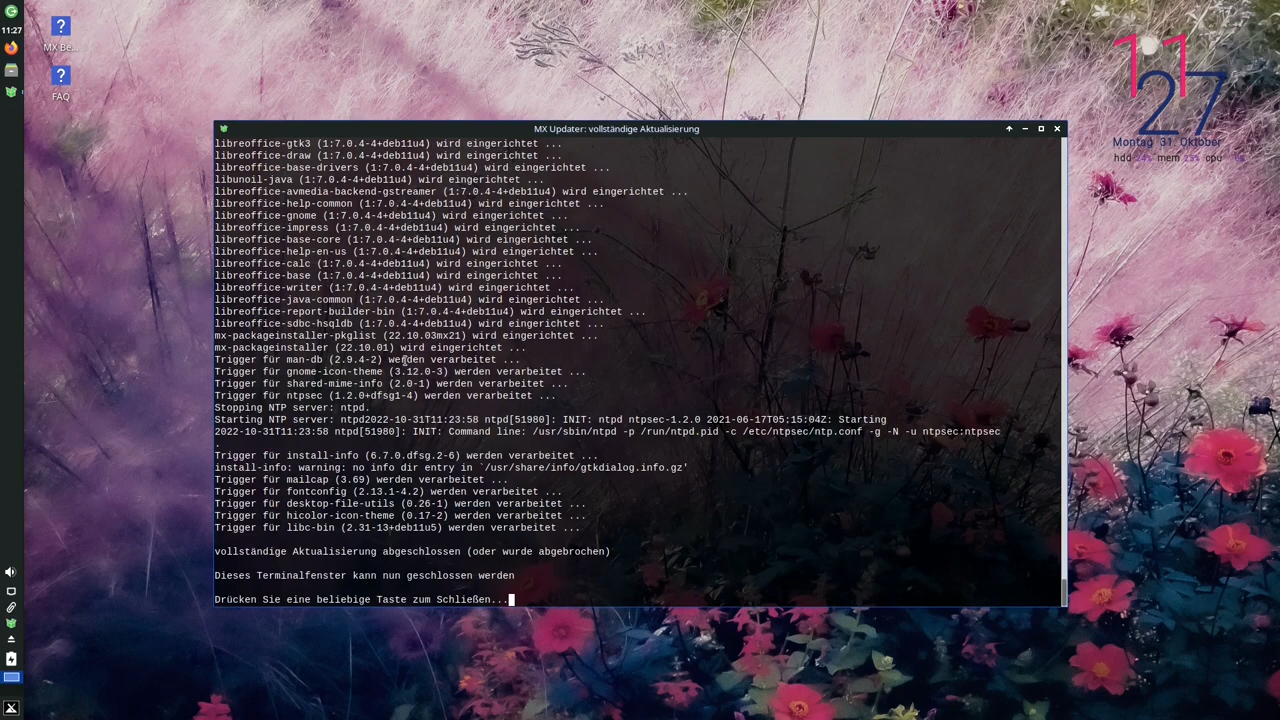 11:27
MX Be...
FAQ
11
27
Montag 31. Oktober
hdd 24% mem 23% cpu
MX Updater: vollständige Aktualisierung
libreoffice-gtk3 (1:7.0.4-4+deb11u4) wird eingerichtet ...
libreoffice-draw (1:7.0.4-4+deb11u4) wird eingerichtet ...
libreoffice-base-drivers (1:7.0.4-4+deb11u4) wird eingerichtet ...
libunoil-java (1:7.0.4-4+deb11u4) wird eingerichtet ...
libreoffice-avmedia-backend-gstreamer (1:7.0.4-4+deb11u4) wird eingerichtet ...
libreoffice-help-common (1:7.0.4-4+deb11u4) wird eingerichtet ...
libreoffice-gnome (1:7.0.4-4+deb11u4) wird eingerichtet ...
libreoffice-impress (1:7.0.4-4+deb11u4) wird eingerichtet ...
libreoffice-base-core (1:7.0.4-4+deb11u4) wird eingerichtet ...
libreoffice-help-en-us (1:7.0.4-4+deb11u4) wird eingerichtet ...
libreoffice-calc (1:7.0.4-4+deb11u4) wird eingerichtet ...
libreoffice-base (1:7.0.4-4+deb11u4) wird eingerichtet ...
libreoffice-writer (1:7.0.4-4+deb11u4) wird eingerichtet ...
libreoffice-java-common (1:7.0.4-4+deb11u4) wird eingerichtet ...
libreoffice-report-builder-bin (1:7.0.4-4+deb11u4) wird eingerichtet ...
libreoffice-sdbc-hsqldb (1:7.0.4-4+deb11u4) wird eingerichtet ...
mx-packageinstaller-pkglist (22.10.03mx21) wird eingerichtet ...
mx-packageinstaller (22.10.01) wird eingerichtet ...
Trigger für man-db (2.9.4-2) werden verarbeitet ...
Trigger für gnome-icon-theme (3.12.0-3) werden verarbeitet ...
Trigger für shared-mime-info (2.0-1) werden verarbeitet ...
Trigger für ntpsec (1.2.0+dfsg1-4) werden verarbeitet ...
Stopping NTP server: ntpd.
Starting NTP server: ntpd2022-10-31T11:23:58 ntpd[51980]: INIT: ntpd ntpsec-1.2.0 2021-06-17T05:15:04Z: Starting
2022-10-31T11:23:58 ntpd[51980]: INIT: Command line: /usr/sbin/ntpd -p /run/ntpd.pid -c /etc/ntpsec/ntp.conf -g -N -u ntpsec:ntpsec
.
Trigger für install-info (6.7.0.dfsg.2-6) werden verarbeitet ...
install-info: warning: no info dir entry in `/usr/share/info/gtkdialog.info.gz'
Trigger für mailcap (3.69) werden verarbeitet ...
Trigger für fontconfig (2.13.1-4.2) werden verarbeitet ...
Trigger für desktop-file-utils (0.26-1) werden verarbeitet ...
Trigger für hicolor-icon-theme (0.17-2) werden verarbeitet ...
Trigger für libc-bin (2.31-13+deb11u5) werden verarbeitet ...
vollständige Aktualisierung abgeschlossen (oder wurde abgebrochen)
Dieses Terminalfenster kann nun geschlossen werden
Drücken Sie eine beliebige Taste zum Schließen...